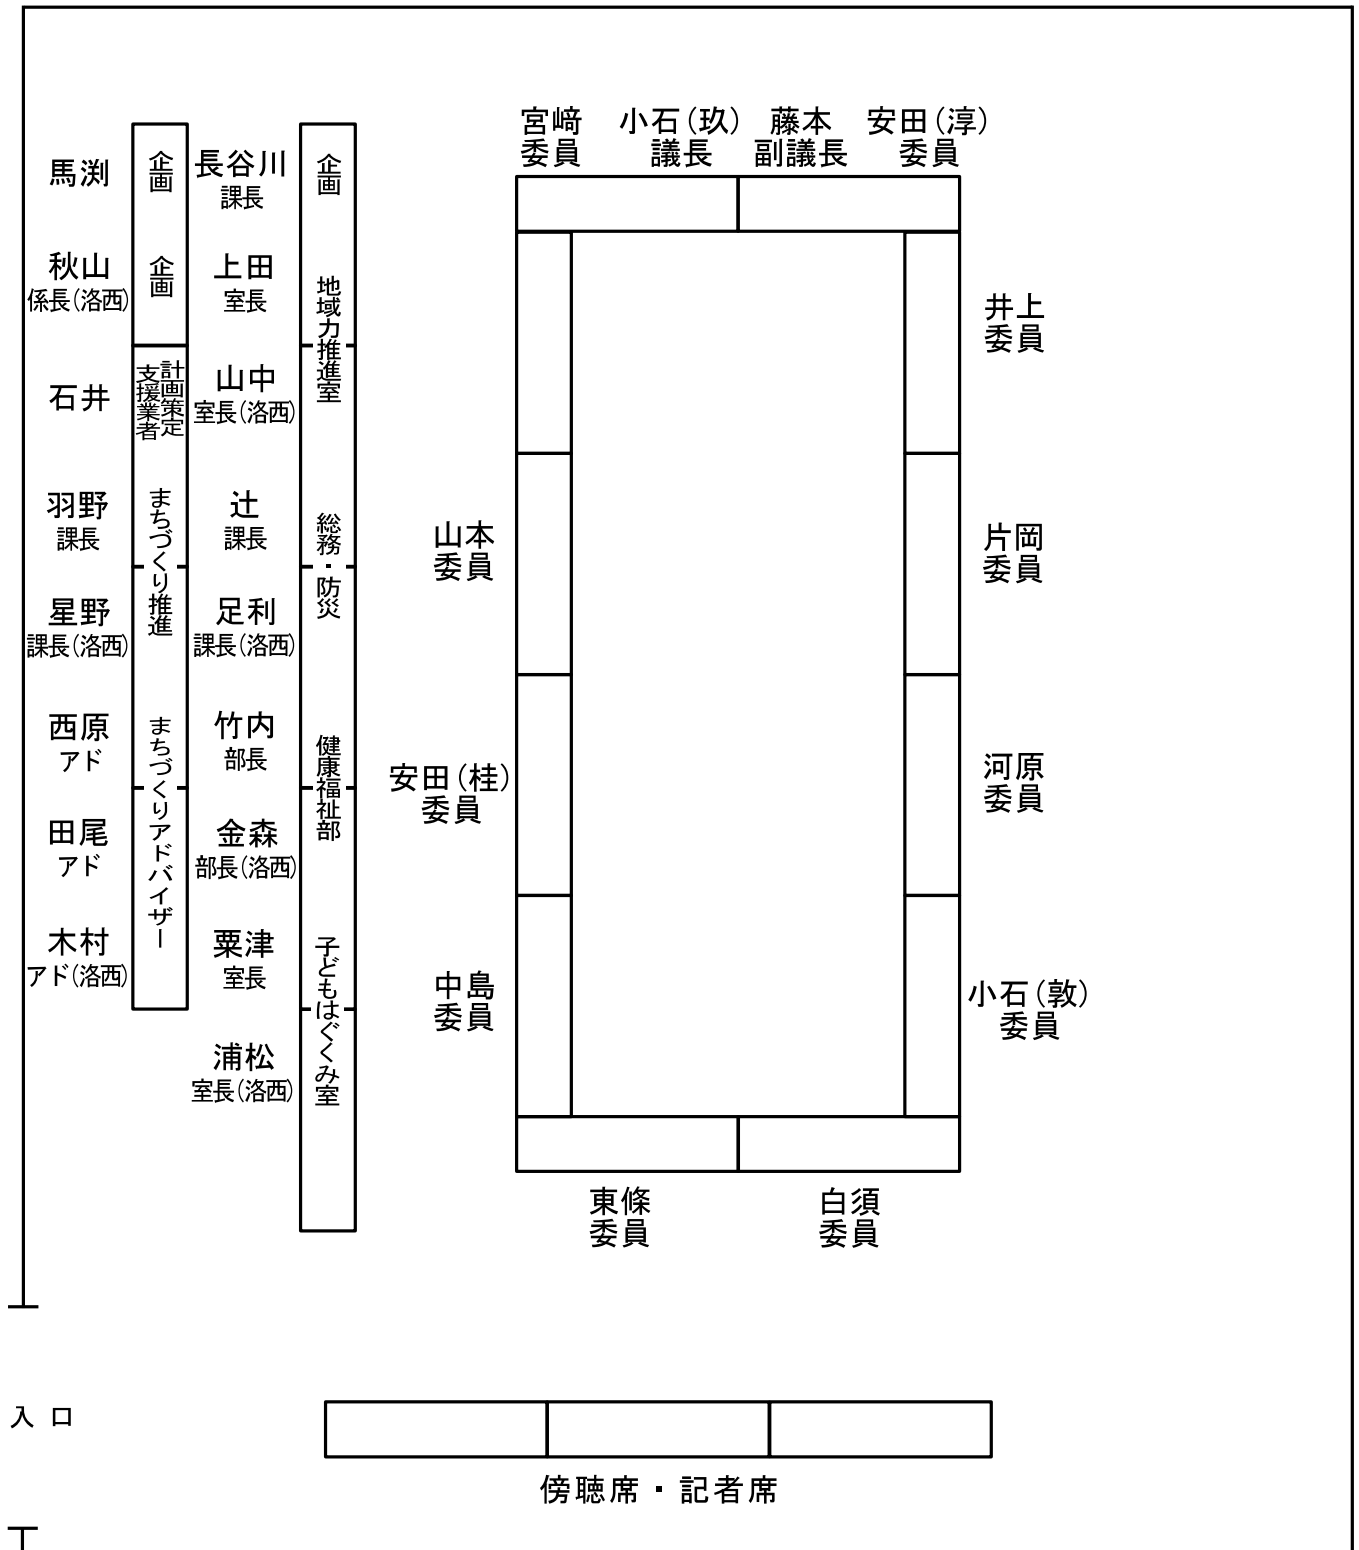 宮﨑
委員
小石（玖）
議長
藤本
副議長
安田（淳）
委員
馬渕
企画
秋山
係長（洛西）
企画
石井
計画策定
支援業者
羽野
課長
星野
課長（洛西）
まちづくり推進
西原
アド
田尾
アド
木村
アド（洛西）
まちづくりアドバイザー
長谷川
課長
企画
上田
室長
山中
室長（洛西）
地域力推進室
辻
課長
足利
課長（洛西）
総務・防災
竹内
部長
金森
部長（洛西）
健康福祉部
粟津
室長
浦松
室長（洛西）
子どもはぐくみ室
山本
委員
安田（桂）
委員
中島
委員
井上
委員
片岡
委員
河原
委員
小石（敦）
委員
東條
委員
白須
委員
入口
傍聴席・記者席